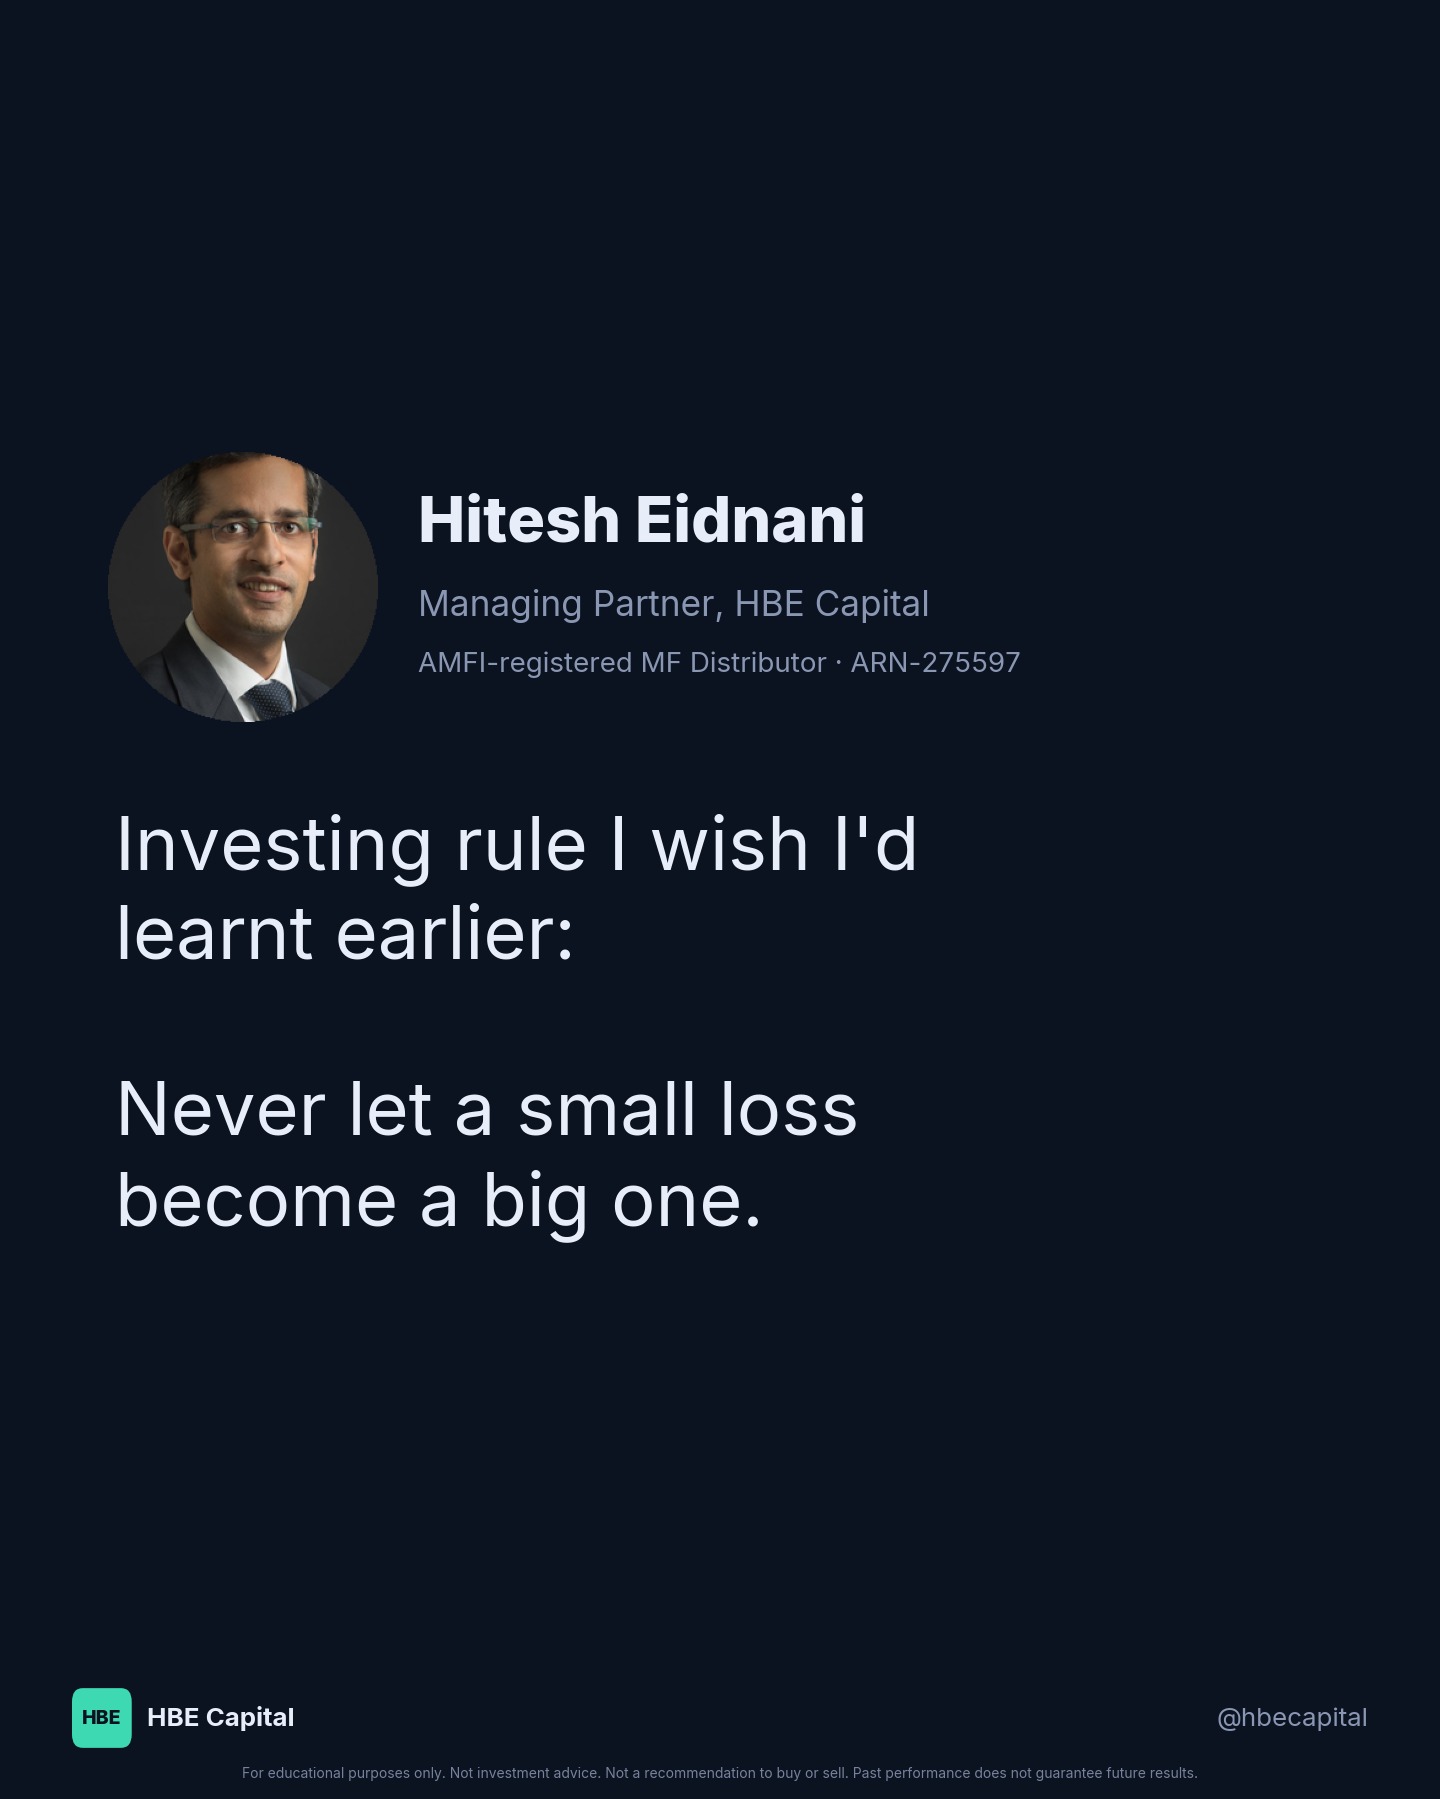 Hitesh Eidnani
Managing Partner, HBE Capital
AMFI-registered MF Distributor · ARN-275597
Investing rule I wish I'd
learnt earlier:
Never let a small loss
become a big one.
HBE HBE Capital
@hbecapital
For educational purposes only. Not investment advice. Not a recommendation to buy or sell. Past performance does not guarantee future results.